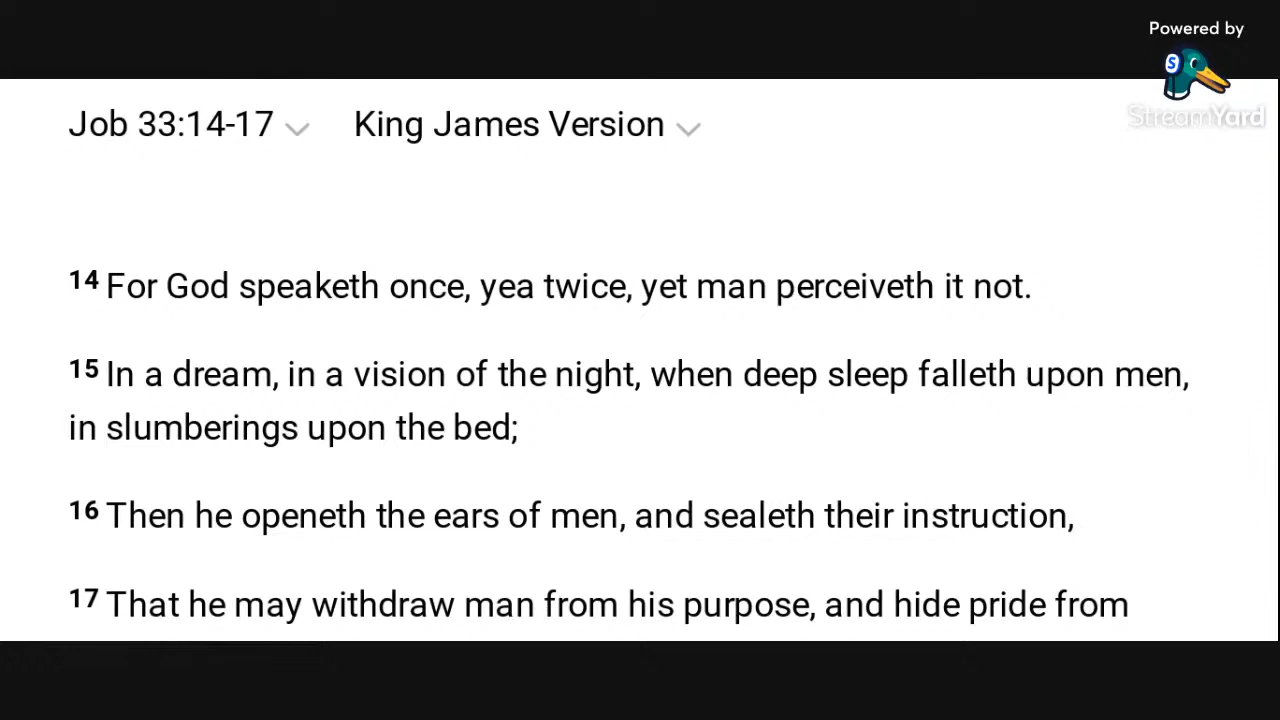 Powered by
S
StreamYard
Job 33:14-17 King James Version
14 For God speaketh once, yea twice, yet man perceiveth it not.
15 In a dream, in a vision of the night, when deep sleep falleth upon men,
in slumberings upon the bed;
16 Then he openeth the ears of men, and sealeth their instruction,
17 That he may withdraw man from his purpose, and hide pride from